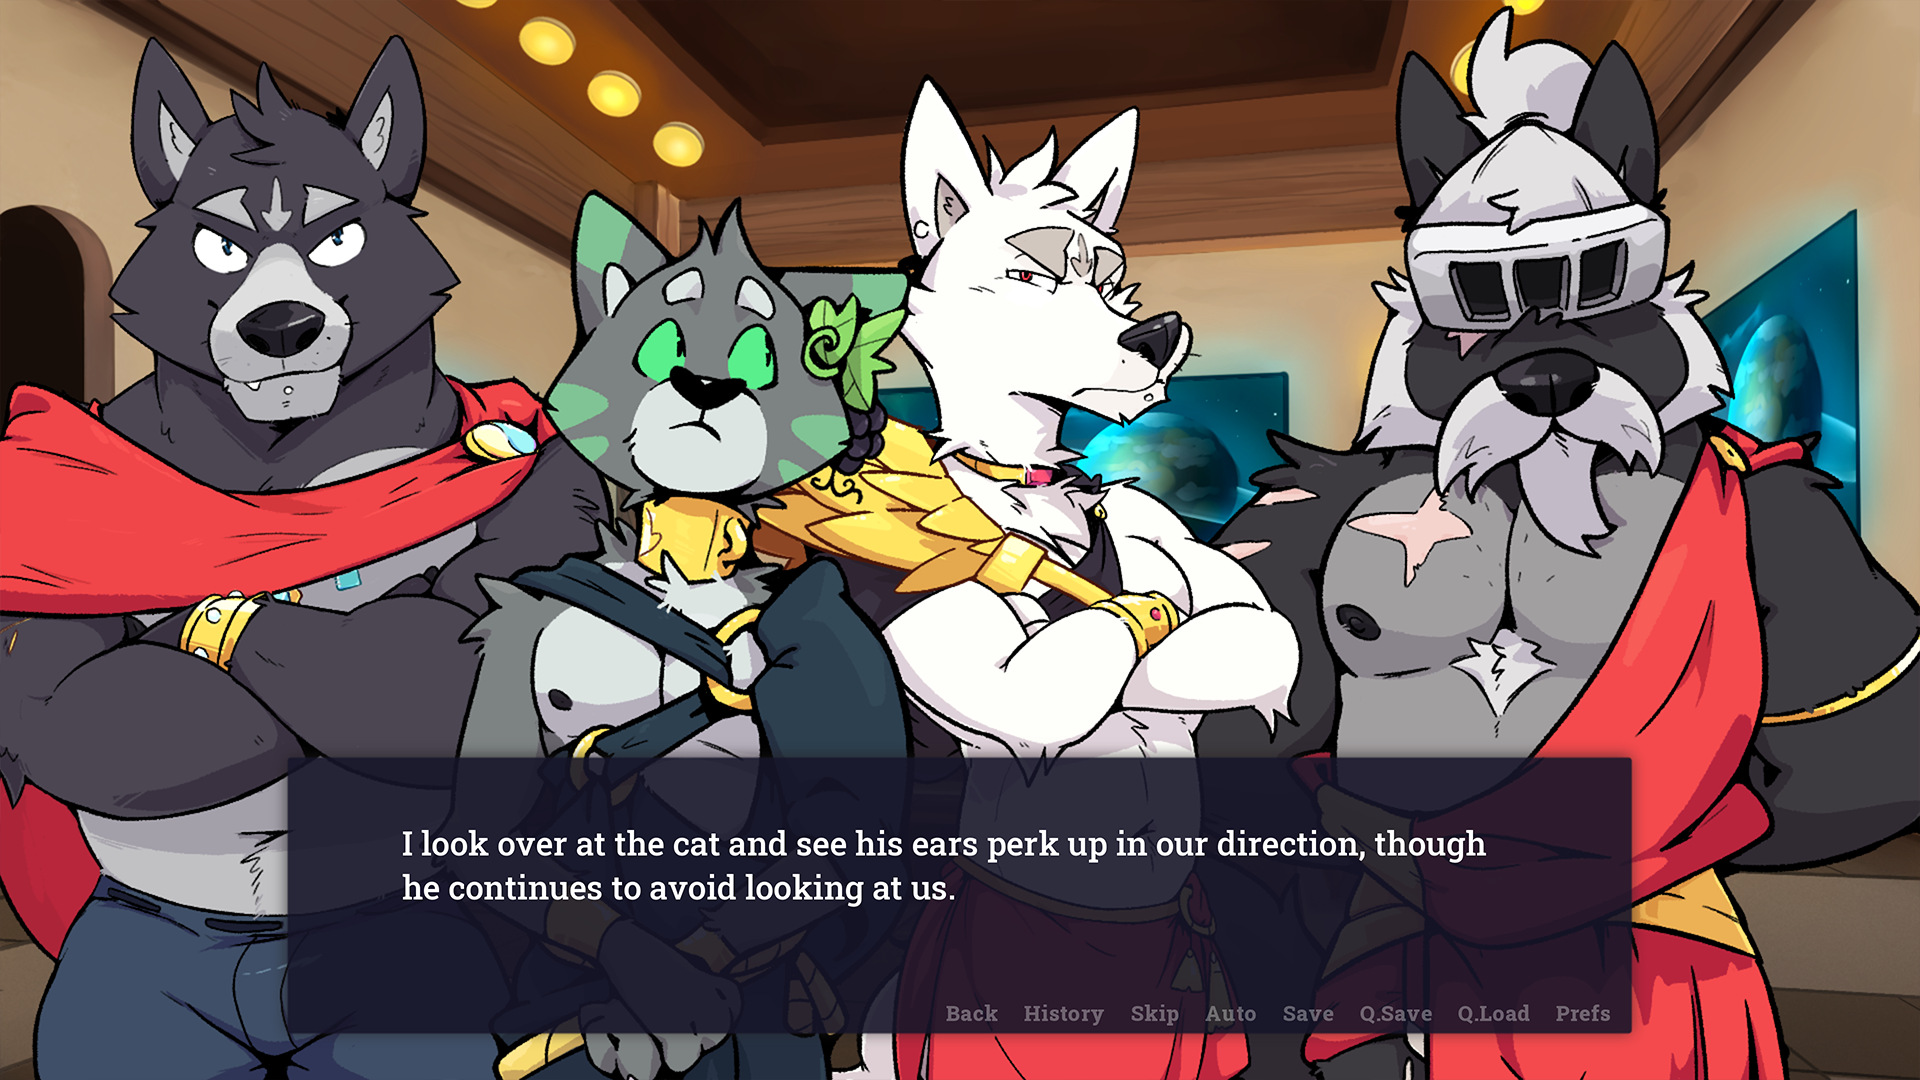 I look over at the cat and see his ears perk up in our direction, though
he continues to avoid looking at us.
Back History Skip Auto Save Q.Save Q.Load Prefs